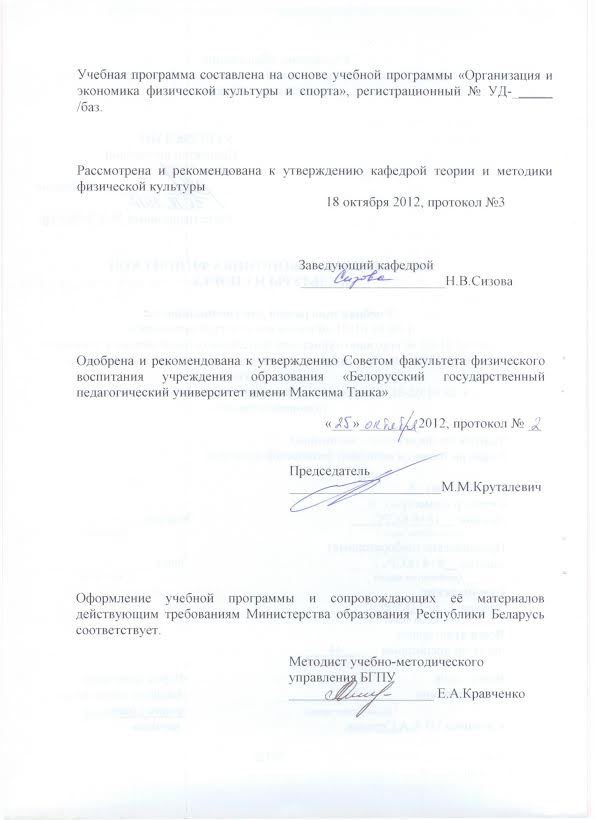 Учебная программа составлена на основе учебной программы «Организация и
экономика физической культуры и спорта», регистрационный № УД-_____
/баз.
Рассмотрена и рекомендована к утверждению кафедрой теории и методики
физической культуры
18 октября 2012, протокол №3
Заведующий кафедрой
Сизова Н.В.Сизова
Одобрена и рекомендована к утверждению Советом факультета физического
воспитания учреждения образования «Белорусский государственный
педагогический университет имени Максима Танка»
«25» октября 2012, протокол № 2
Председатель
М.М.Круталевич
Оформление учебной программы и сопровождающих её материалов
действующим требованиям Министерства образования Республики Беларусь
соответствует.
Методист учебно-методического
управления БГПУ
Е.А.Кравченко